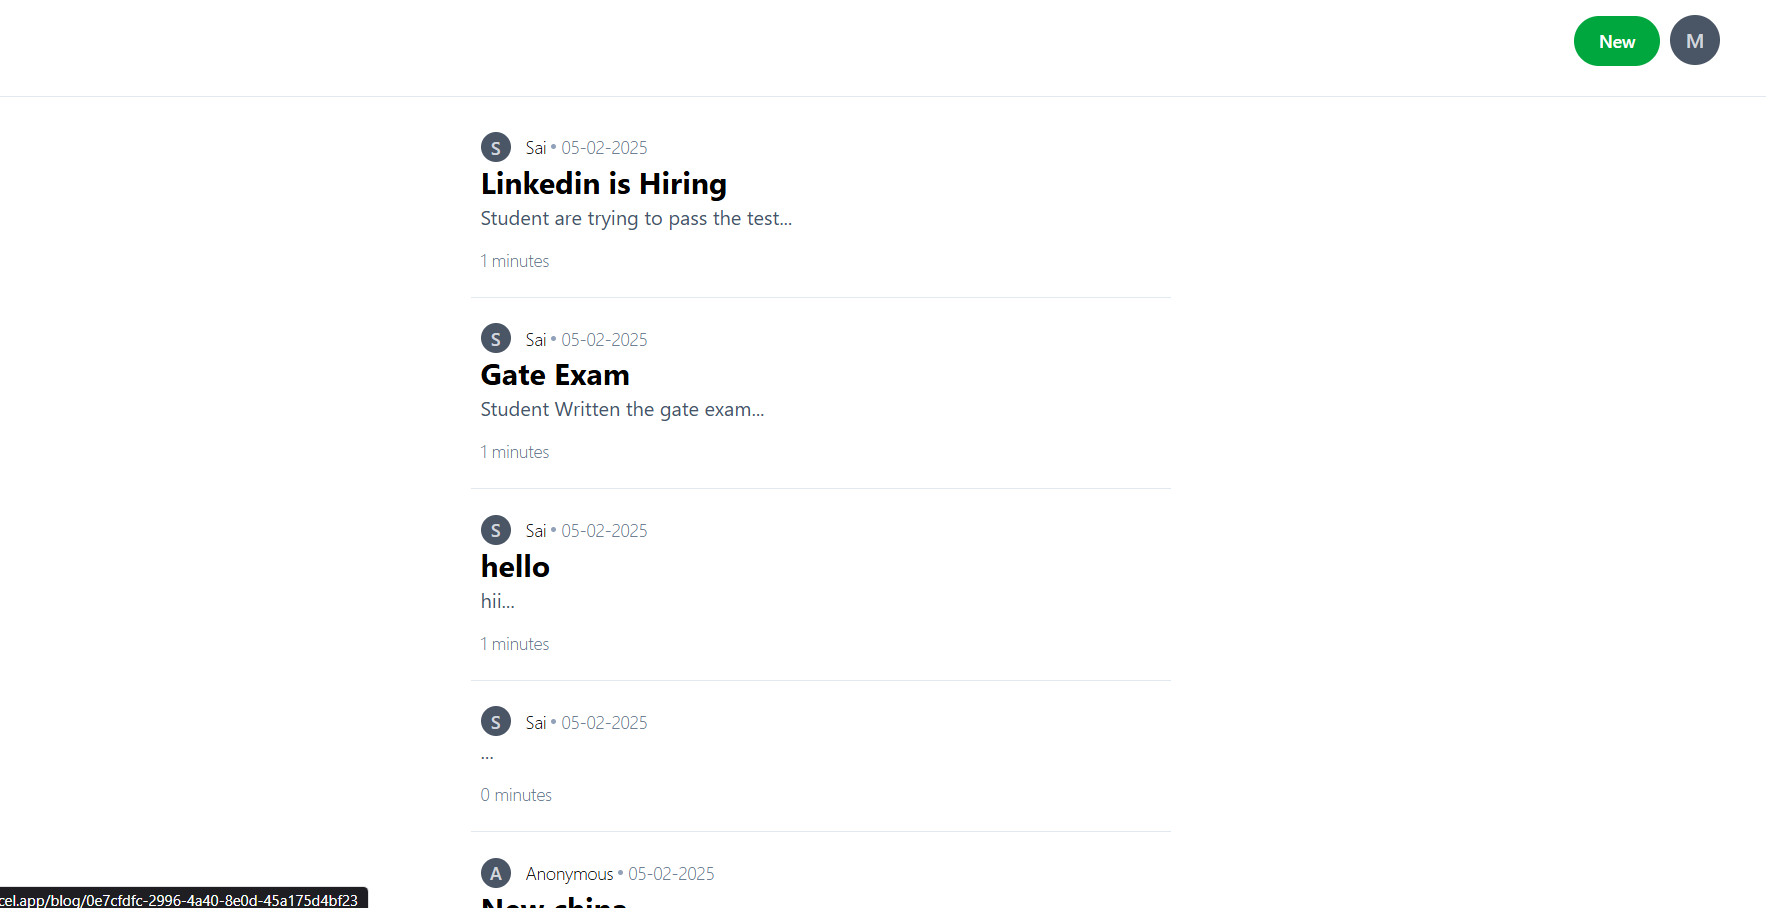 New M
S Sai • 05-02-2025
Linkedin is Hiring
Student are trying to pass the test...
1 minutes
S Sai • 05-02-2025
Gate Exam
Student Written the gate exam...
1 minutes
S Sai • 05-02-2025
hello
hii...
1 minutes
S Sai • 05-02-2025
...
0 minutes
A Anonymous • 05-02-2025
New china
cel.app/blog/0e7cfdfc-2996-4a40-8e0d-45a175d4bf23